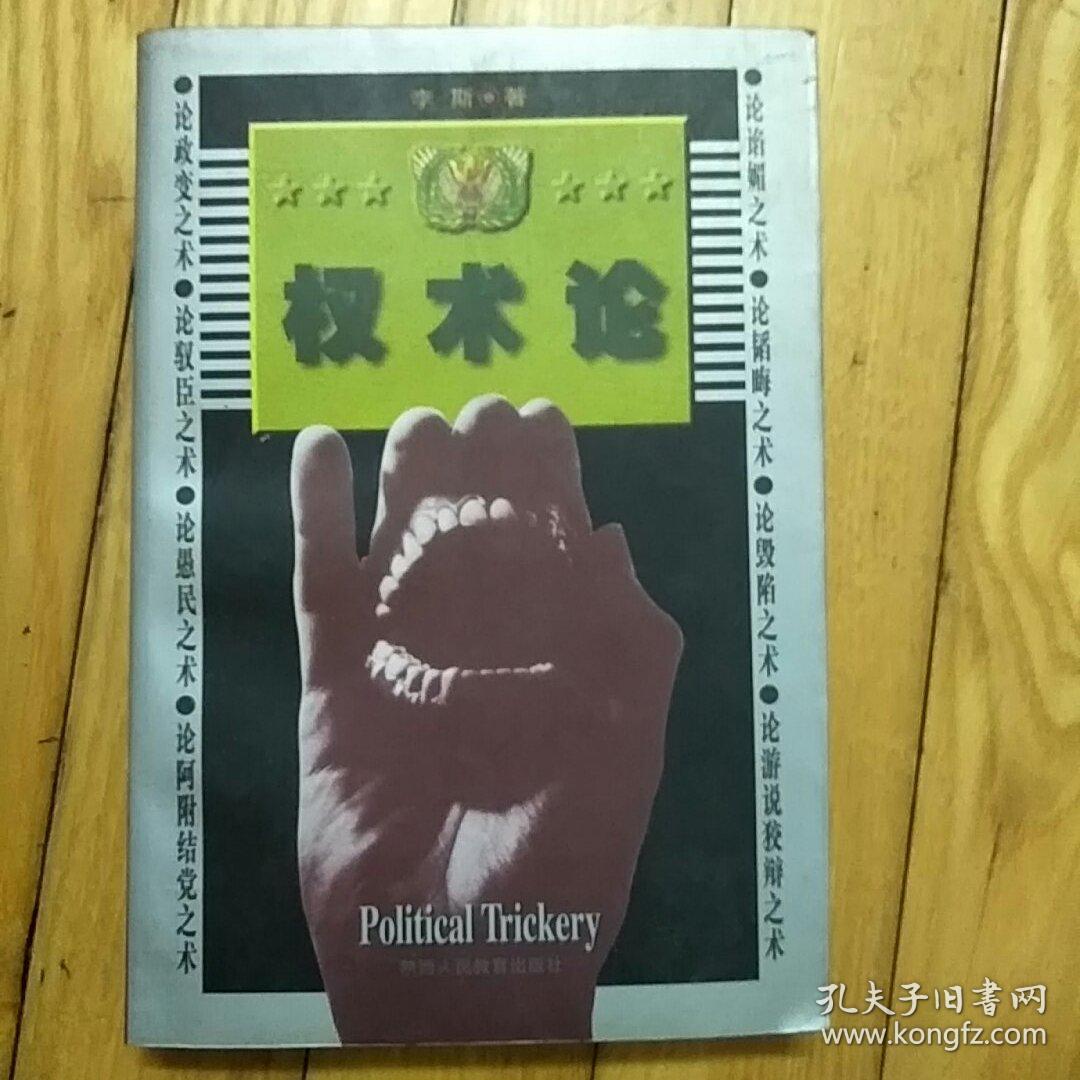 李 斯 著
权术论
●论政变之术●论驭臣之术●论愚民之术●论阿附结党之术
●论谄媚之术●论韬晦之术●论毁陷之术●论游说狡辩之术
Political Trickery
陕西人民教育出版社
孔夫子旧書网
www.kongfz.com